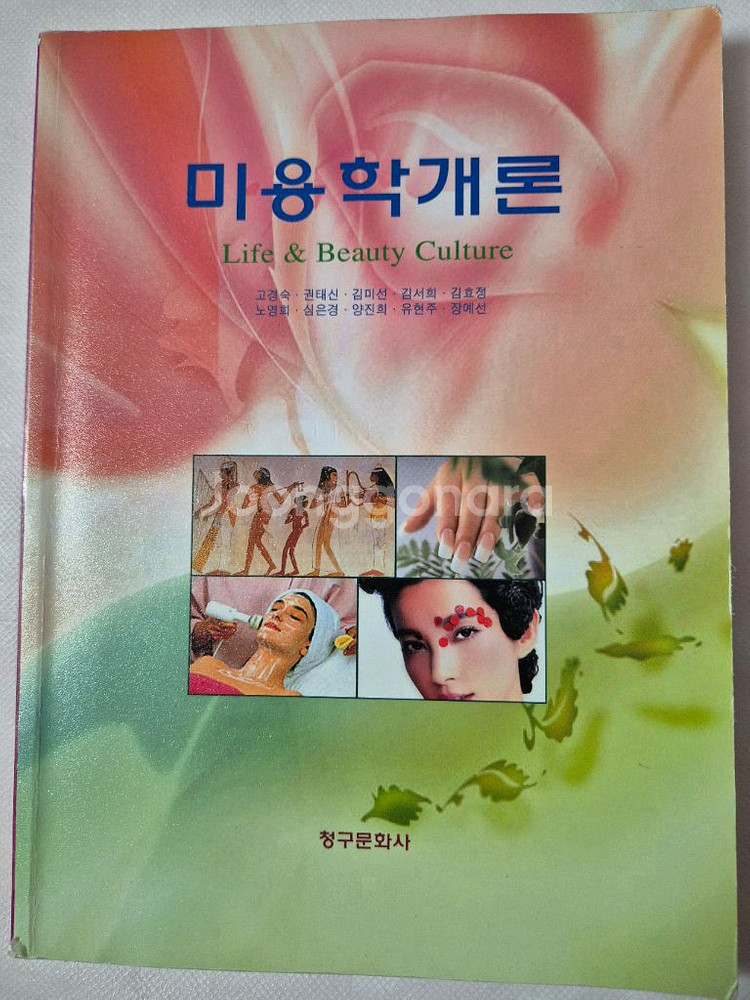 미용학개론
Life & Beauty Culture
고경숙 · 권태신 · 김미선 · 김서희 · 김효정
노영희 · 심은경 · 양진희 · 유현주 · 장예선
joonggonara
청구문화사